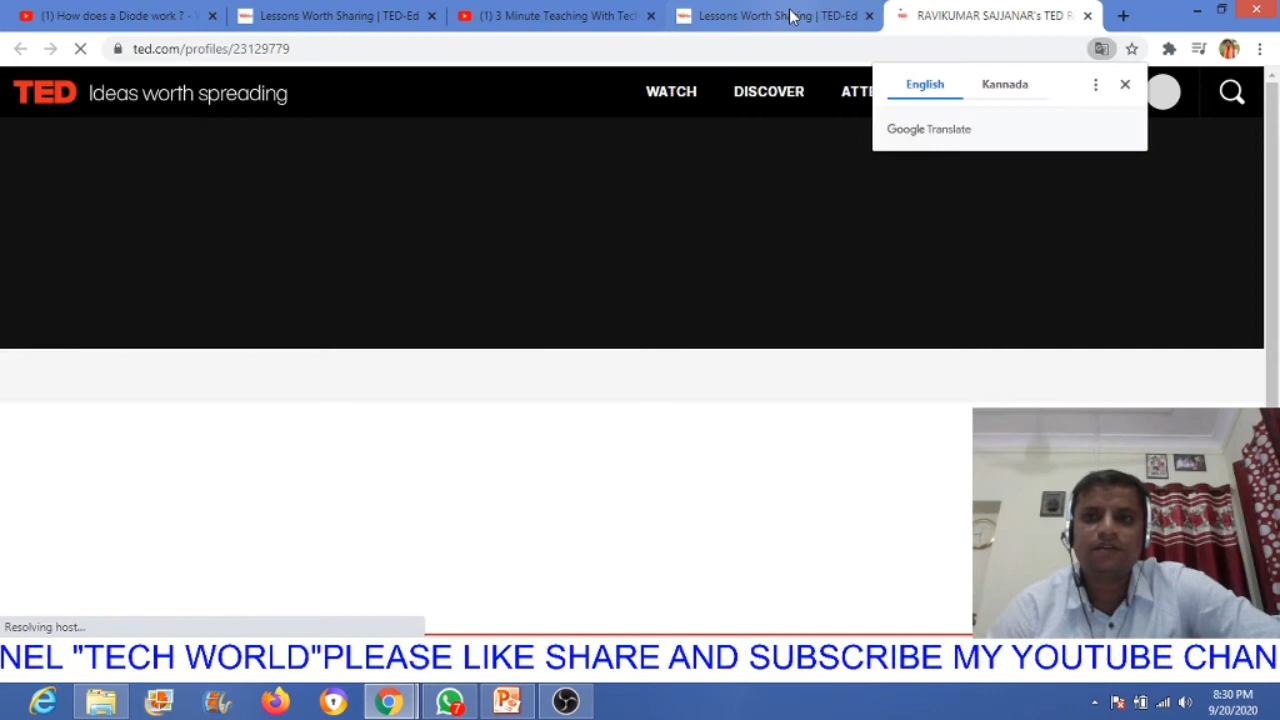 (1) How does a Diode work ? -
Lessons Worth Sharing | TED-Ed
(1) 3 Minute Teaching With Tech
Lessons Worth Sharing | TED-Ed
RAVIKUMAR SAJJANAR's TED
ted.com/profiles/23129779
TED Ideas worth spreading
WATCH
DISCOVER
ATTE
English
Kannada
Google Translate
Resolving host...
NEL "TECH WORLD"PLEASE LIKE SHARE AND SUBSCRIBE MY YOUTUBE CHAN
7
8:30 PM
9/20/2020